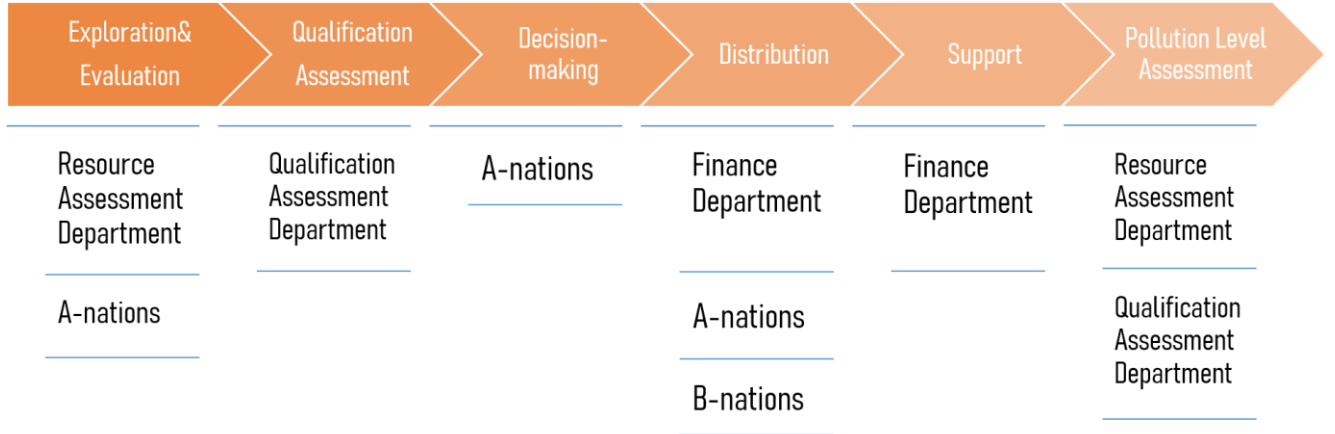 Exploration&
Evaluation
Qualification
Assessment
Decision-
making
Distribution
Support
Pollution Level
Assessment
Resource
Assessment
Department
A-nations
Qualification
Assessment
Department
A-nations
Finance
Department
A-nations
B-nations
Finance
Department
Resource
Assessment
Department
Qualification
Assessment
Department